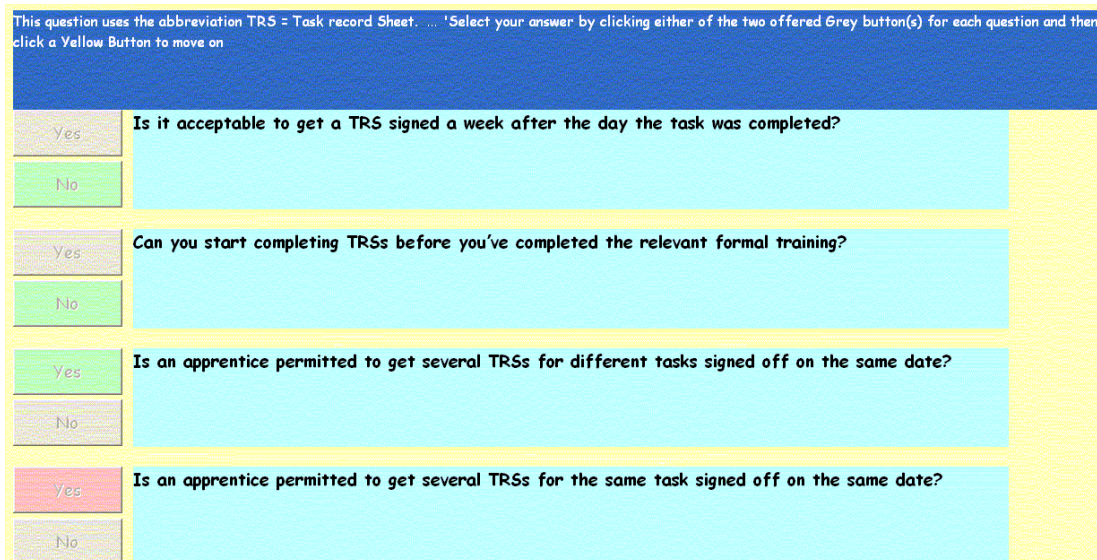 This question uses the abbreviation TRS = Task record Sheet. ... 'Select your answer by clicking either of the two offered Grey button(s) for each question and then
click a Yellow Button to move on
Yes
Is it acceptable to get a TRS signed a week after the day the task was completed?
No
Yes
Can you start completing TRSs before you've completed the relevant formal training?
No
Yes
Is an apprentice permitted to get several TRSs for different tasks signed off on the same date?
No
Yes
Is an apprentice permitted to get several TRSs for the same task signed off on the same date?
No